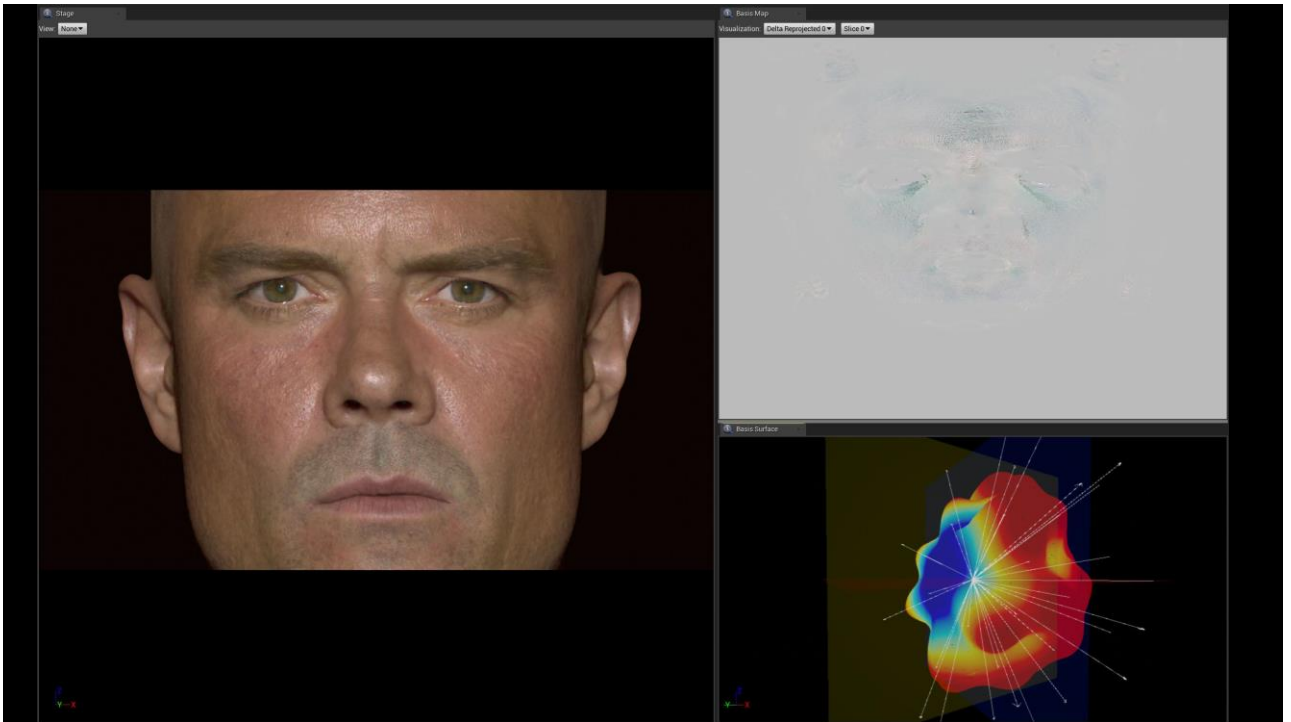 Stage
View: None
Basis Map
Visualization: Delta Reprojected 0 Slice 0
Basis Surface
Z
Y X
Z
Y X